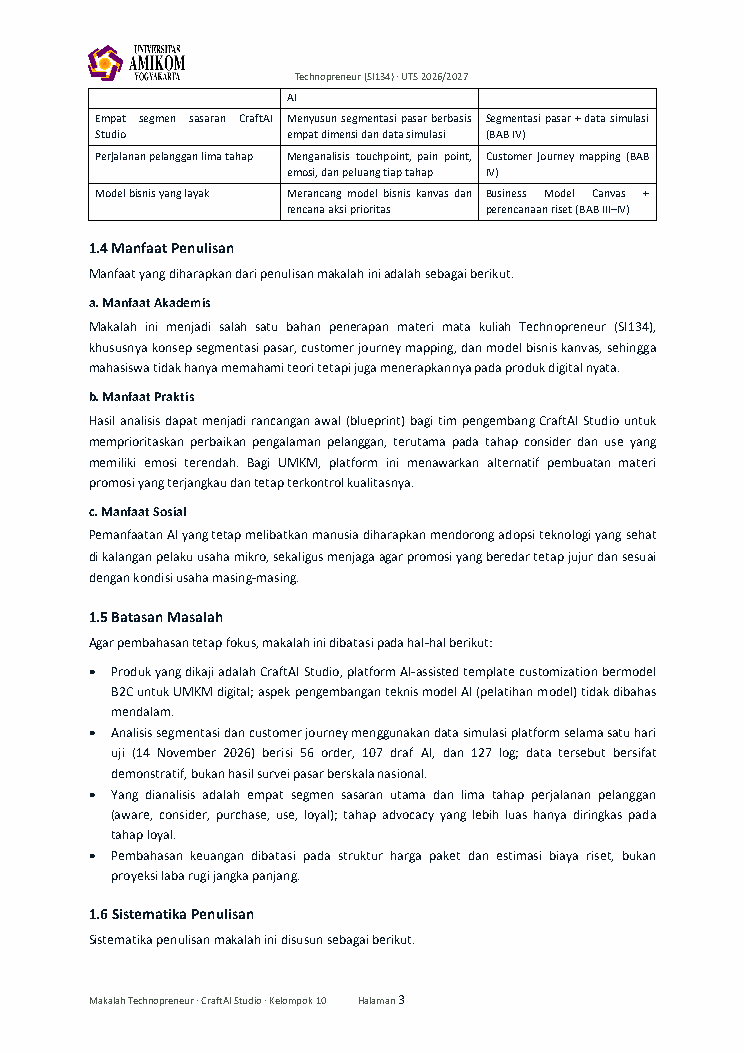 UNIVERSITAS
AMIKOM
YOGYAKARTA
Technopreneur (SI134) · UTS 2026/2027
AI
Empat segmen sasaran CraftAI Studio
Menyusun segmentasi pasar berbasis empat dimensi dan data simulasi
Segmentasi pasar + data simulasi (BAB IV)
Perjalanan pelanggan lima tahap
Menganalisis touchpoint, pain point, emosi, dan peluang tiap tahap
Customer journey mapping (BAB IV)
Model bisnis yang layak
Merancang model bisnis kanvas dan rencana aksi prioritas
Business Model Canvas + perencanaan riset (BAB III–IV)
1.4 Manfaat Penulisan
Manfaat yang diharapkan dari penulisan makalah ini adalah sebagai berikut.
a. Manfaat Akademis
Makalah ini menjadi salah satu bahan penerapan materi mata kuliah Technopreneur (SI134),
khususnya konsep segmentasi pasar, customer journey mapping, dan model bisnis kanvas, sehingga
mahasiswa tidak hanya memahami teori tetapi juga menerapkannya pada produk digital nyata.
b. Manfaat Praktis
Hasil analisis dapat menjadi rancangan awal (blueprint) bagi tim pengembang CraftAI Studio untuk
memprioritaskan perbaikan pengalaman pelanggan, terutama pada tahap consider dan use yang
memiliki emosi terendah. Bagi UMKM, platform ini menawarkan alternatif pembuatan materi
promosi yang terjangkau dan tetap terkontrol kualitasnya.
c. Manfaat Sosial
Pemanfaatan AI yang tetap melibatkan manusia diharapkan mendorong adopsi teknologi yang sehat
di kalangan pelaku usaha mikro, sekaligus menjaga agar promosi yang beredar tetap jujur dan sesuai
dengan kondisi usaha masing-masing.
1.5 Batasan Masalah
Agar pembahasan tetap fokus, makalah ini dibatasi pada hal-hal berikut:
• Produk yang dikaji adalah CraftAI Studio, platform AI-assisted template customization bermodel
B2C untuk UMKM digital; aspek pengembangan teknis model AI (pelatihan model) tidak dibahas
mendalam.
• Analisis segmentasi dan customer journey menggunakan data simulasi platform selama satu hari
uji (14 November 2026) berisi 56 order, 107 draf AI, dan 127 log; data tersebut bersifat
demonstratif, bukan hasil survei pasar berskala nasional.
• Yang dianalisis adalah empat segmen sasaran utama dan lima tahap perjalanan pelanggan
(aware, consider, purchase, use, loyal); tahap advocacy yang lebih luas hanya diringkas pada
tahap loyal.
• Pembahasan keuangan dibatasi pada struktur harga paket dan estimasi biaya riset, bukan
proyeksi laba rugi jangka panjang.
1.6 Sistematika Penulisan
Sistematika penulisan makalah ini disusun sebagai berikut.
Makalah Technopreneur · CraftAI Studio · Kelompok 10 Halaman 3